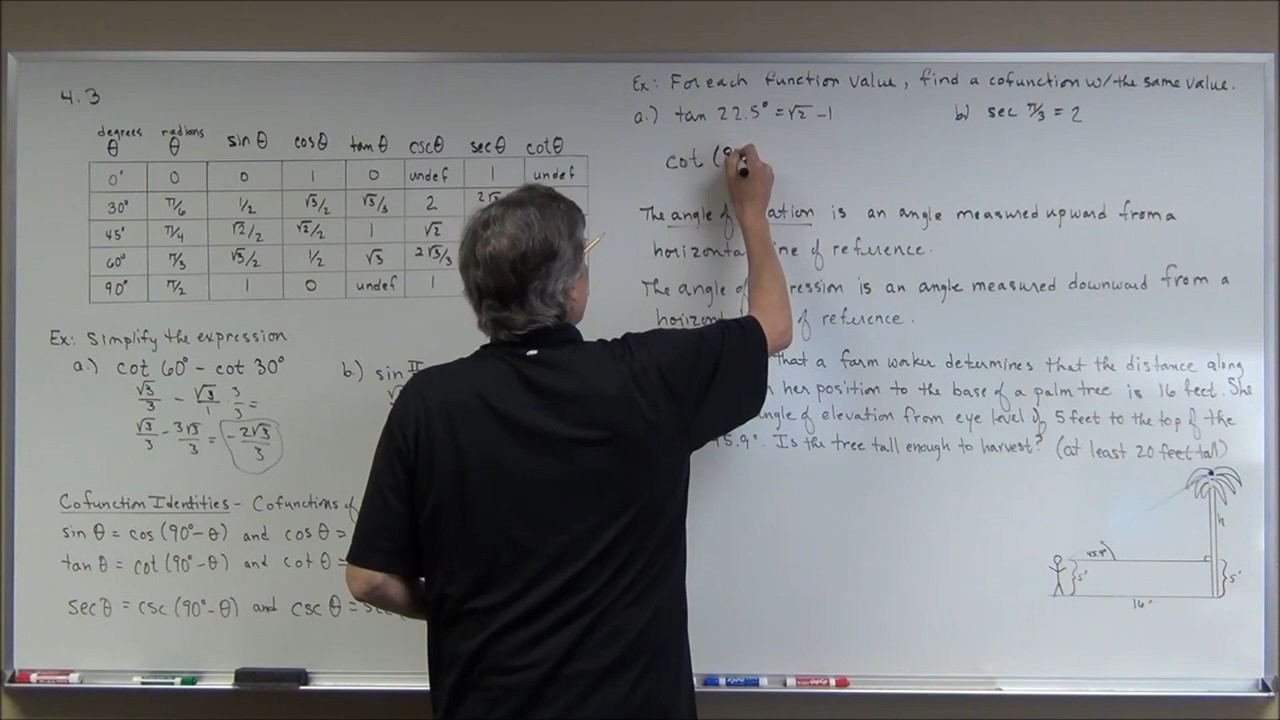 4.3
degrees θ radians θ sin θ cos θ tan θ csc θ sec θ cot θ
0° 0 0 1 0 undef 1 undef
30° π/6 1/2 √3/2 √3/3 2
45° π/4 √2/2 √2/2 1 √2
60° π/3 √3/2 1/2 √3 2√3/3
90° π/2 1 0 undef 1
Ex: Simplify the expression.
a.) cot 60° - cot 30°
√3/3 - √3/1 · 3/3 =
√3/3 - 3√3/3 = -2√3/3
b.) sin
Cofunction Identities - Cofunctions of
sin θ = cos (90° - θ) and cos θ =
tan θ = cot (90° - θ) and cot θ =
sec θ = csc (90° - θ) and csc θ = sec
Ex: For each function value, find a cofunction w/ the same value.
a.) tan 22.5° = √2 - 1
b) sec π/3 = 2
cot (
The angle of is an angle measured upward from a
horizontal line of reference.
The angle of is an angle measured downward from a
of reference.
that a farm worker determines that the distance along
her position to the base of a palm tree is 16 feet. She
angle of elevation from eye level of 5 feet to the top of the
Is the tree tall enough to harvest? (at least 20 feet tall)
h
45.9°
5'
5'
16'